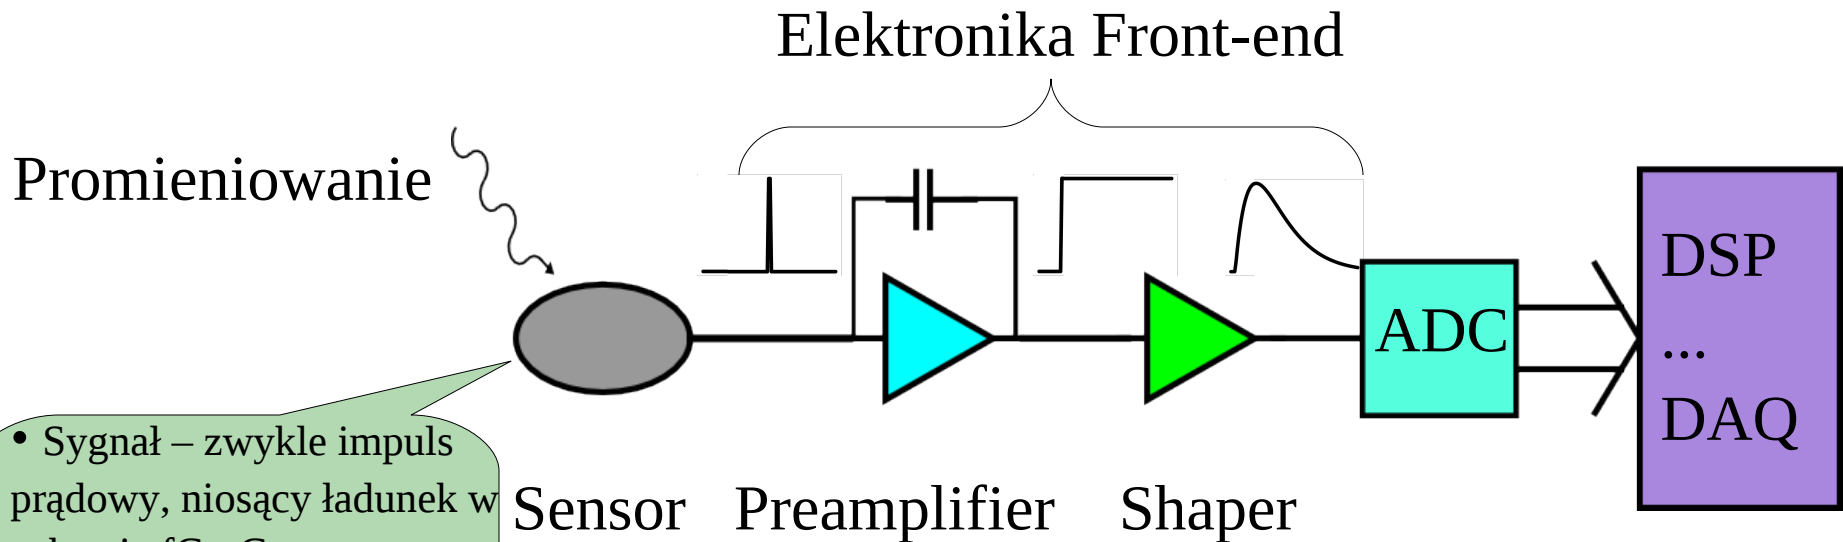 Elektronika Front-end
Promieniowanie
DSP
ADC
...
DAQ
• Sygnał – zwykle impuls
prądowy, niosący ładunek w
Sensor
Preamplifier
Shaper